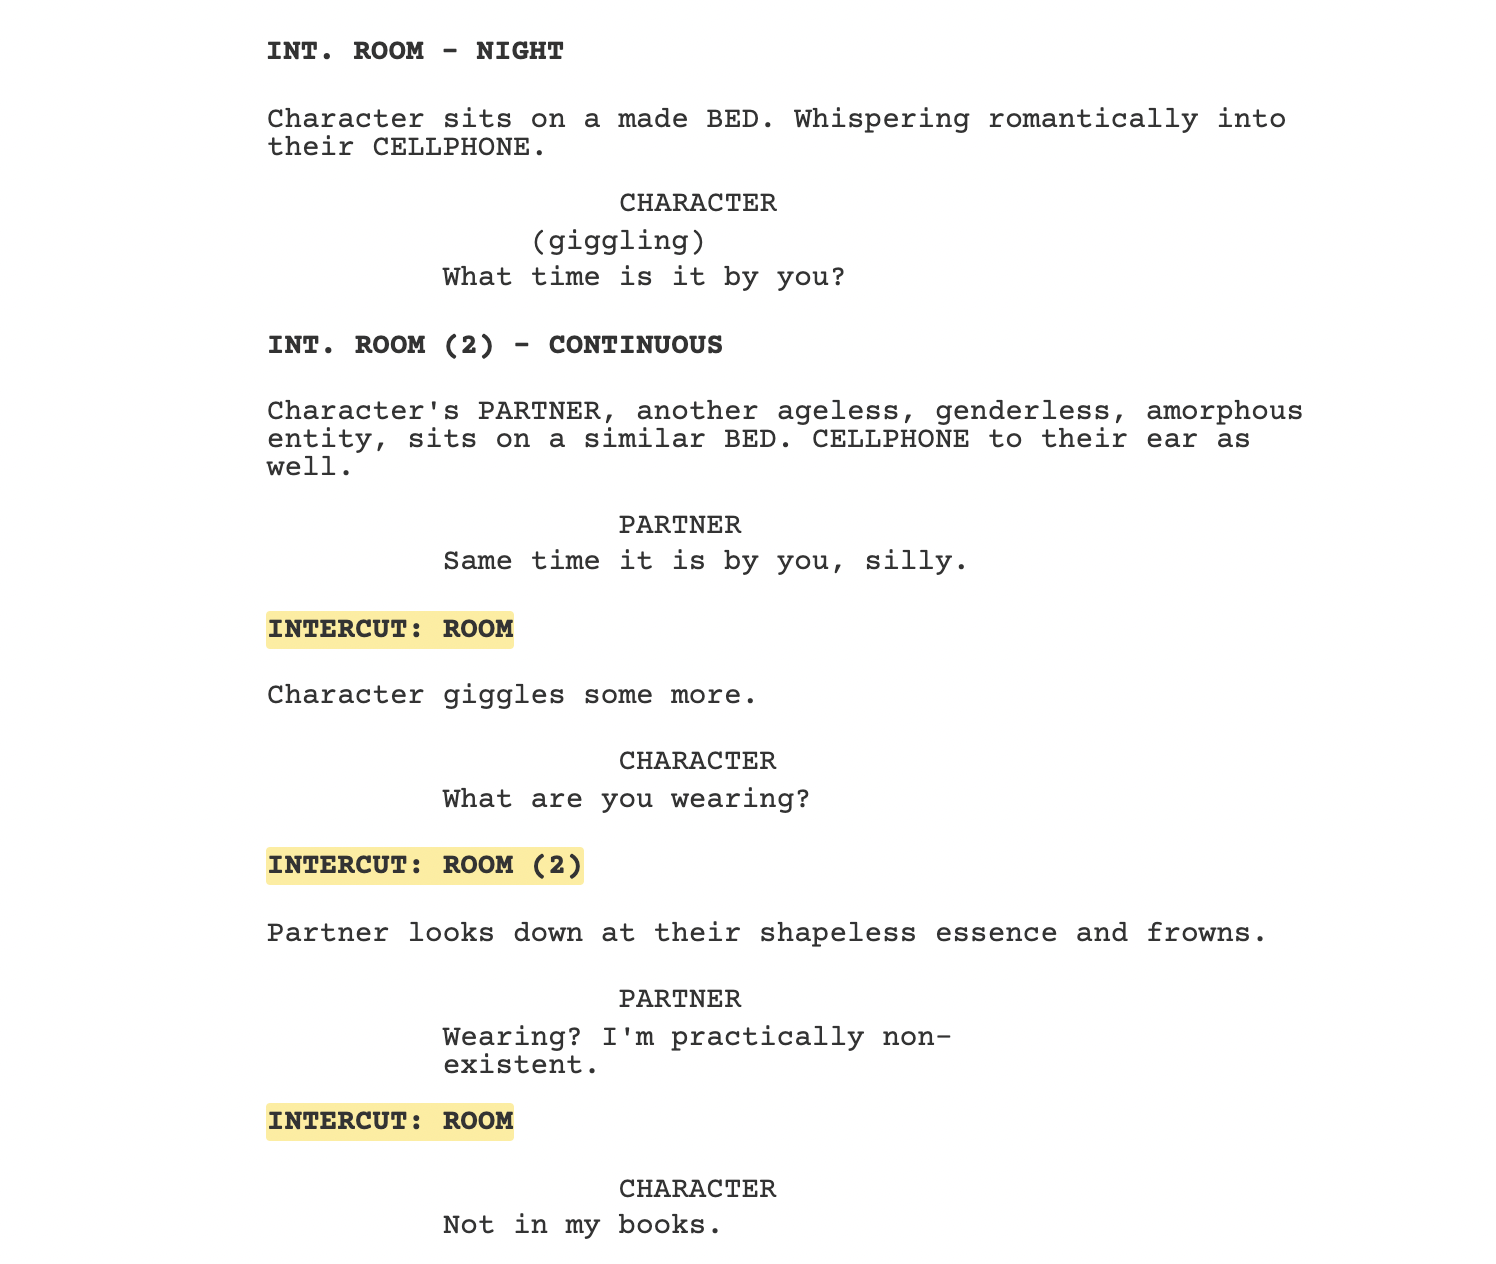 INT. ROOM - NIGHT
Character sits on a made BED. Whispering romantically into
their CELLPHONE.
CHARACTER
(giggling)
What time is it by you?
INT. ROOM (2) - CONTINUOUS
Character's PARTNER, another ageless, genderless, amorphous
entity, sits on a similar BED. CELLPHONE to their ear as
well.
PARTNER
Same time it is by you, silly.
INTERCUT: ROOM
Character giggles some more.
CHARACTER
What are you wearing?
INTERCUT: ROOM (2)
Partner looks down at their shapeless essence and frowns.
PARTNER
Wearing? I'm practically non-
existent.
INTERCUT: ROOM
CHARACTER
Not in my books.